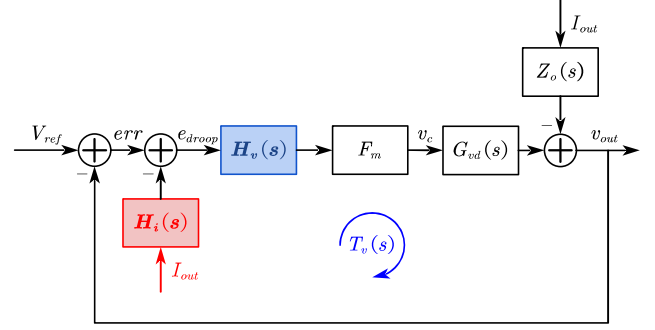 I_out
Z_o(s)
−
V_ref err e_droop H_v(s) F_m v_c G_vd(s) v_out
− −
H_i(s)
T_v(s)
I_out